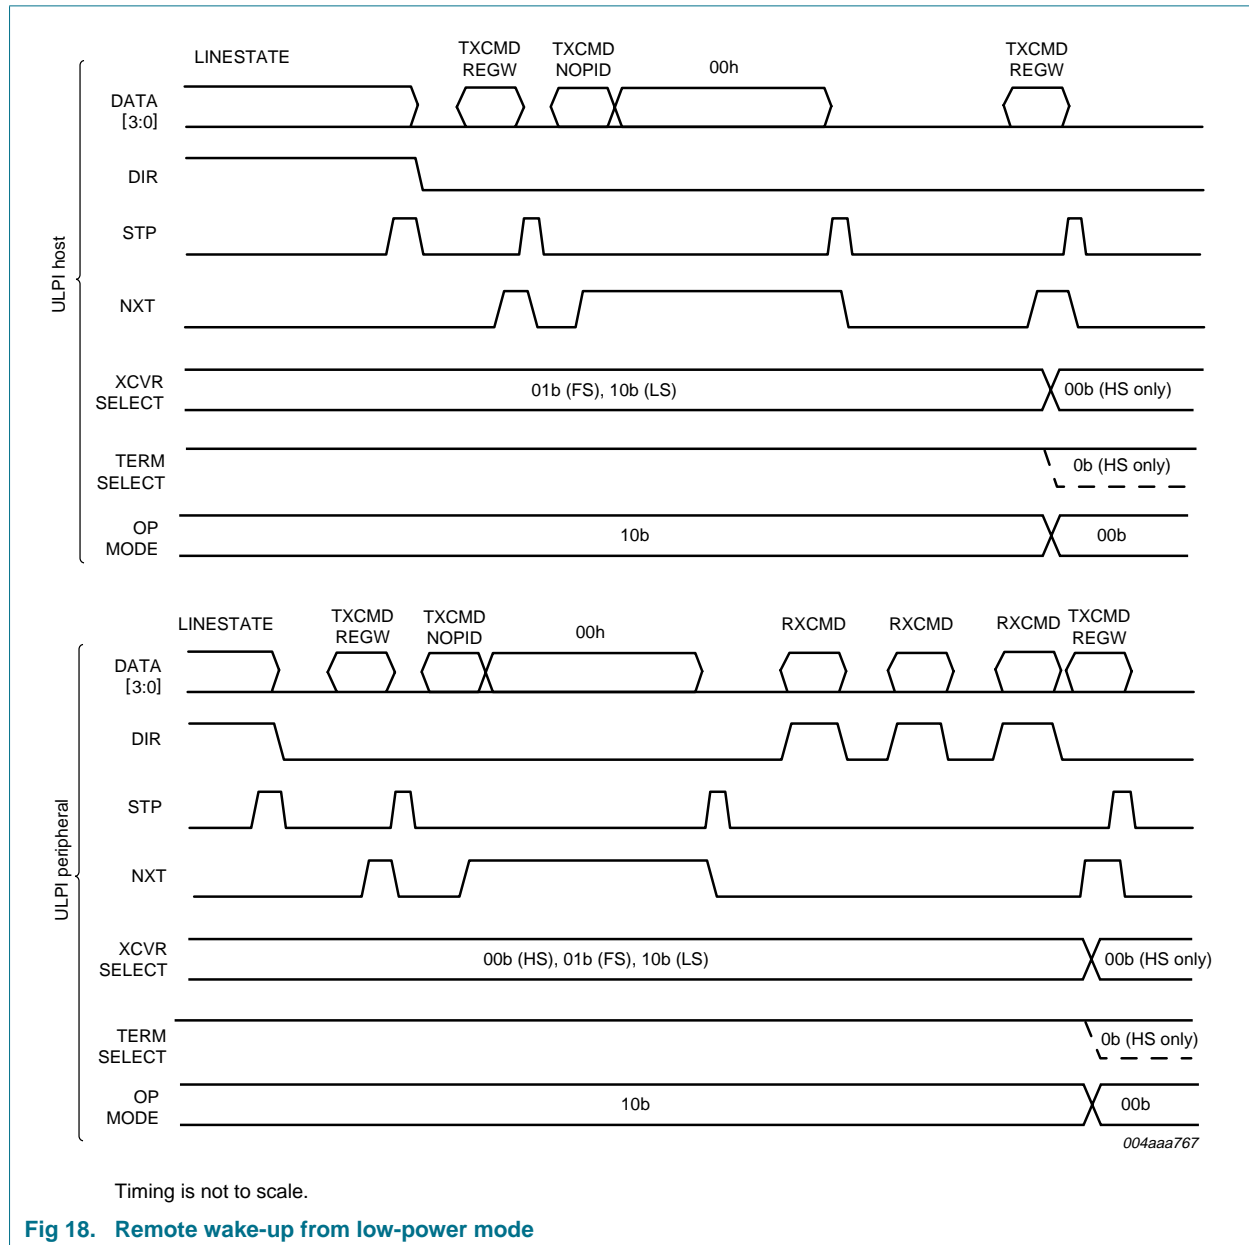 LINESTATE
TXCMD
REGW
TXCMD
NOPID
00h
TXCMD
REGW
DATA
[3:0]
DIR
STP
NXT
XCVR
SELECT
01b (FS), 10b (LS)
00b (HS only)
TERM
SELECT
0b (HS only)
OP
MODE
10b
00b
ULPI host
LINESTATE
TXCMD
REGW
TXCMD
NOPID
00h
RXCMD
RXCMD
RXCMD
TXCMD
REGW
DATA
[3:0]
DIR
STP
NXT
XCVR
SELECT
00b (HS), 01b (FS), 10b (LS)
00b (HS only)
TERM
SELECT
0b (HS only)
OP
MODE
10b
00b
ULPI peripheral
004aaa767
Timing is not to scale.
Fig 18. Remote wake-up from low-power mode